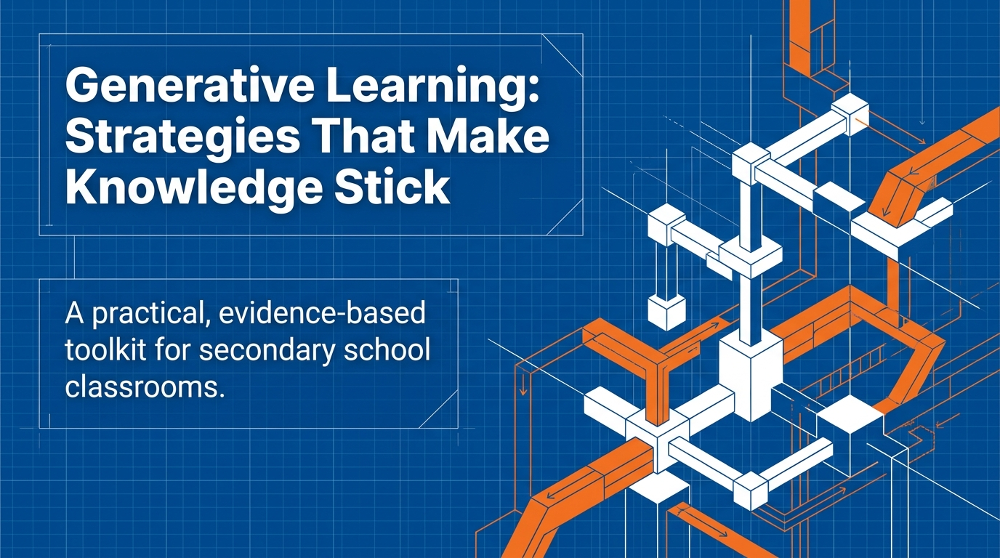 Generative Learning:
Strategies That Make
Knowledge Stick
A practical, evidence-based
toolkit for secondary school
classrooms.